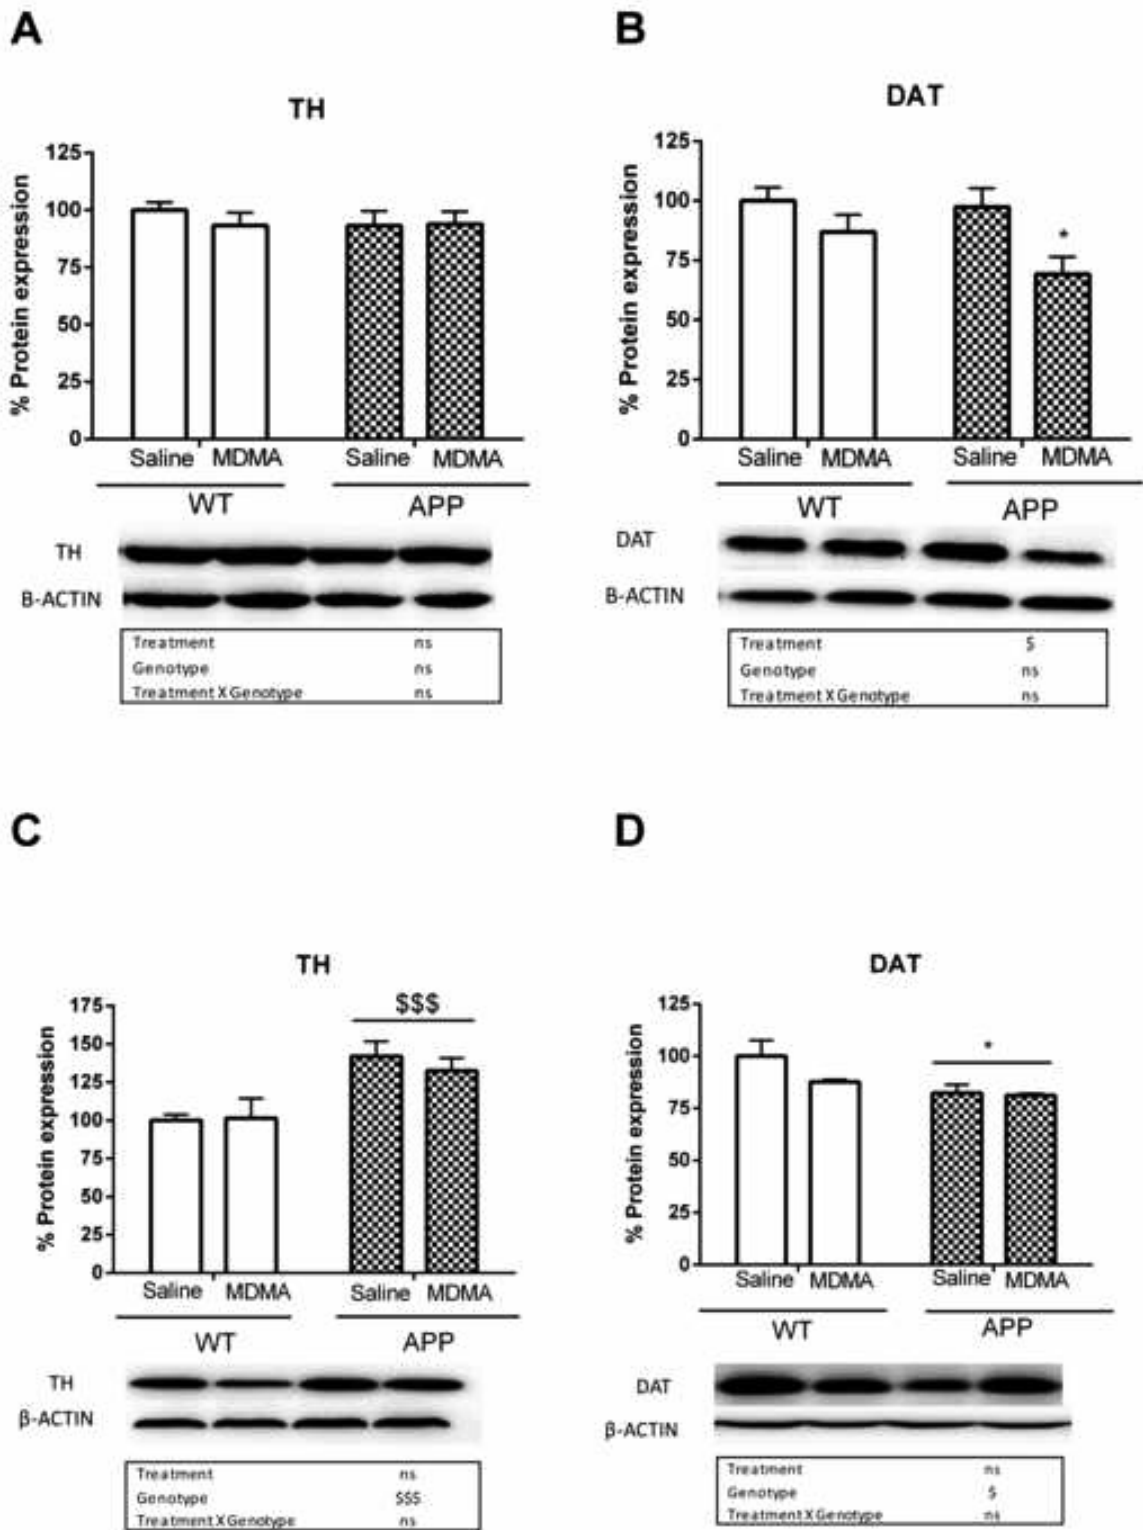 A
TH
% Protein expression
125
100
75
50
25
0
Saline MDMA Saline MDMA
WT APP
TH
B-ACTIN
Treatment ns
Genotype ns
Treatment X Genotype ns
B
DAT
% Protein expression
125
100
75
50
25
0
*
Saline MDMA Saline MDMA
WT APP
DAT
B-ACTIN
Treatment $
Genotype ns
Treatment X Genotype ns
C
TH
% Protein expression
175
150
125
100
75
50
25
0
$$$
Saline MDMA Saline MDMA
WT APP
TH
β-ACTIN
Treatment ns
Genotype $$$
Treatment X Genotype ns
D
DAT
% Protein expression
125
100
75
50
25
0
*
Saline MDMA Saline MDMA
WT APP
DAT
β-ACTIN
Treatment ns
Genotype $
Treatment X Genotype ns